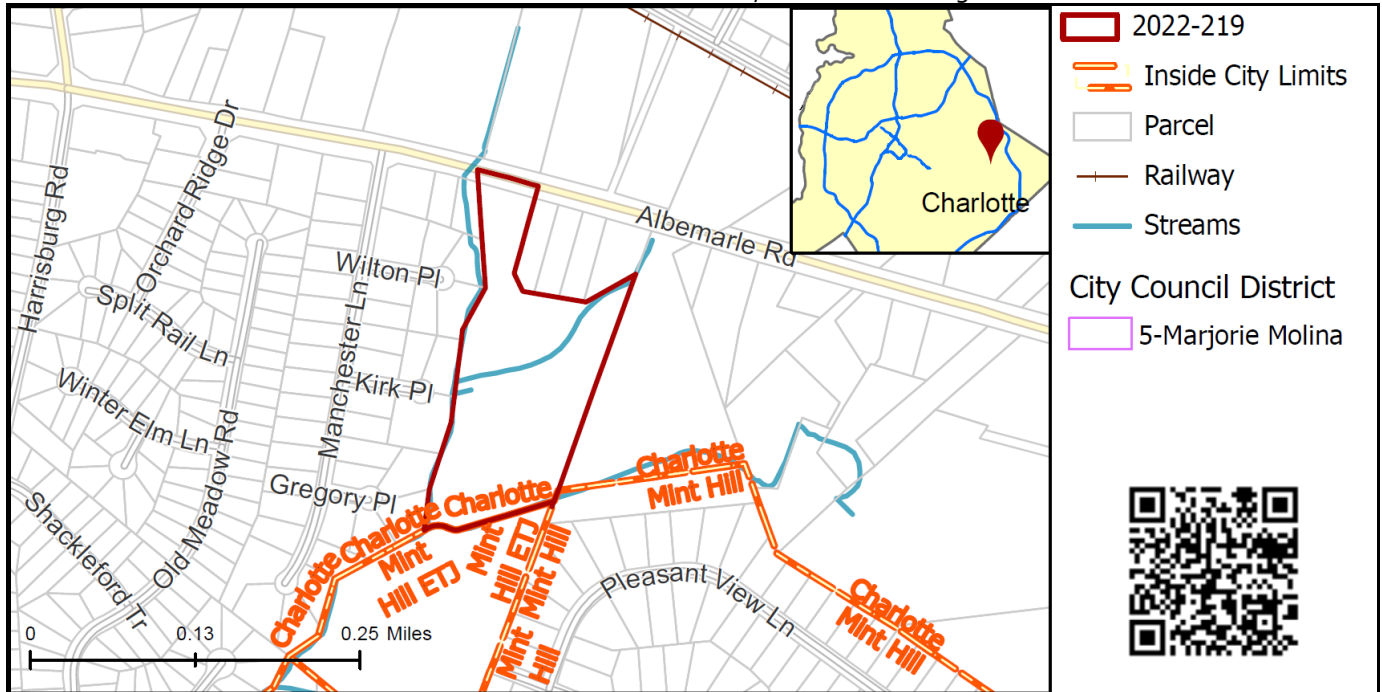 2022-219
Inside City Limits
Parcel
Railway
Streams
City Council District
5-Marjorie Molina
Charlotte
Harrisburg Rd
Orchard Ridge Dr
Albemarle Rd
Wilton Pl
Split Rail Ln
Manchester Ln
Kirk Pl
Winter Elm Ln
Old Meadow Rd
Gregory Pl
Shackleford Tr
Pleasant View Ln
Charlotte
Mint Hill
Charlotte
Charlotte
Charlotte
Mint
Hill ETJ
Mint
Hill ETJ
Mint Hill
Mint
Hill
Charlotte
Mint Hill
0
0.13
0.25 Miles